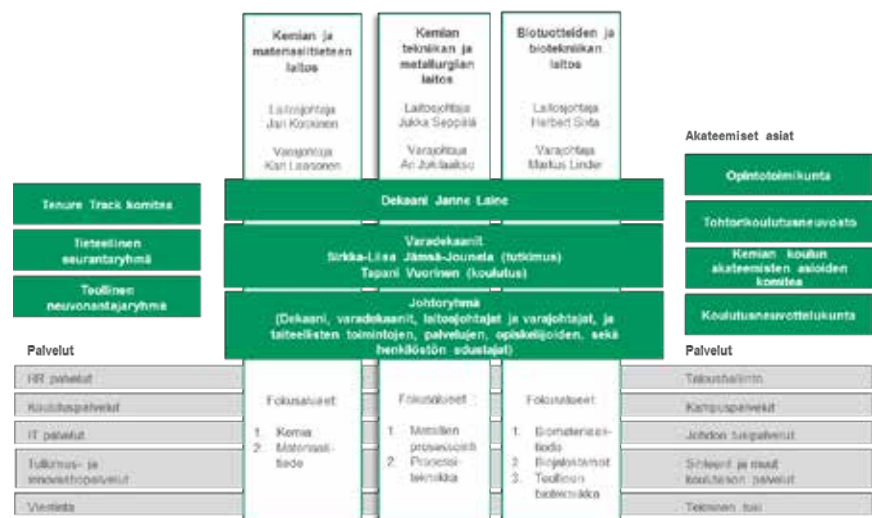 Kemian ja
materiaalitieteen
laitos
Laitosjohtaja
Jari Koskinen
Varajohtaja
Kari Laasonen
Kemian
tekniikan ja
metallurgian
laitos
Laitosjohtaja
Jukka Seppälä
Varajohtaja
Ari Jokilaakso
Biotuotteiden ja
biotekniikan
laitos
Laitosjohtaja
Herbert Sixta
Varajohtaja
Markus Linder
Tenure Track komitea
Tieteellinen
seurantaryhmä
Teollinen
neuvonantajaryhmä
Dekaani Janne Laine
Varadekaanit
Sirkka-Liisa Jämsä-Jounela (tutkimus)
Tapani Vuorinen (koulutus)
Johtoryhmä
(Dekaani, varadekaanit, laitosjohtajat ja varajohtajat, ja
taiteellisten toimintojen, palvelujen, opiskelijoiden, sekä
henkilöstön edustajat)
Akateemiset asiat
Opintotoimikunta
Tohtorikoulutusneuvosto
Kemian koulun
akateemisten asioiden
komitea
Koulutusneuvottelukunta
Palvelut
HR palvelut
Koulutuspalvelut
IT palvelut
Tutkimus- ja
innovaatiopalvelut
Viestintä
Fokusalueet
1. Kemia
2. Materiaali-
tiede
Fokusalueet
1. Metallien
prosessointi
2. Prosessi-
tekniikka
Fokusalueet
1. Biomateriaali-
tiede
2. Biojalostamot
3. Teollinen
biotekniikka
Palvelut
Taloushallinto
Kampuspalvelut
Johdon tukipalvelut
Sihteerit ja muut
koulutason palvelut
Tekninen tuki